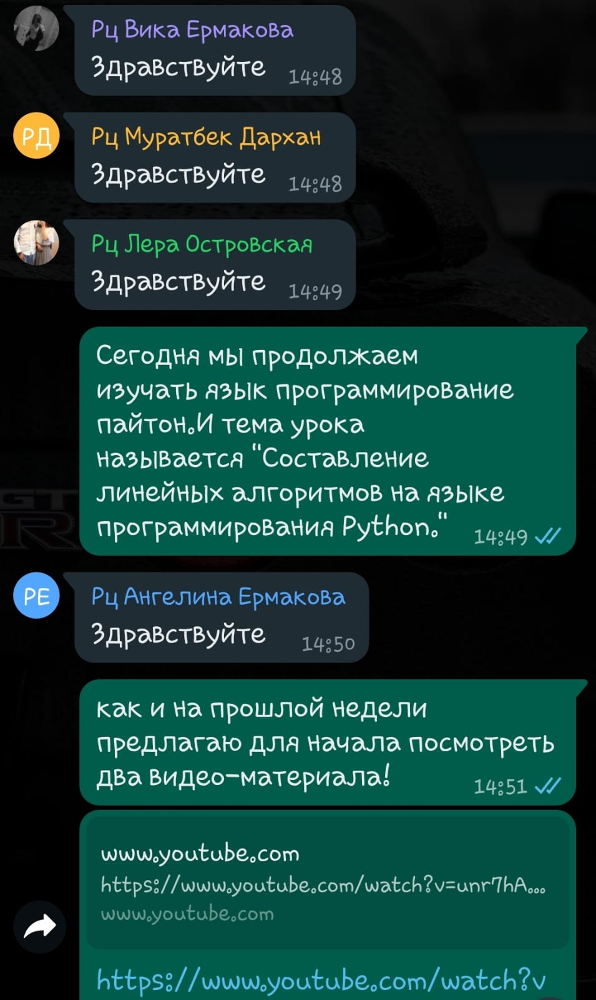 Рц Вика Ермакова
Здравствуйте
14:48
РД
Рц Муратбек Дархан
Здравствуйте
14:48
Рц Лера Островская
Здравствуйте
14:49
Сегодня мы продолжаем
изучать язык программирование
пайтон.И тема урока
называется "Составление
линейных алгоритмов на языке
программирования Python."
14:49
GT
R
РЕ
Рц Ангелина Ермакова
Здравствуйте
14:50
как и на прошлой недели
предлагаю для начала посмотреть
два видео-материала!
14:51
www.youtube.com
https://www.youtube.com/watch?v=unr7hA...
www.youtube.com
https://www.youtube.com/watch?v